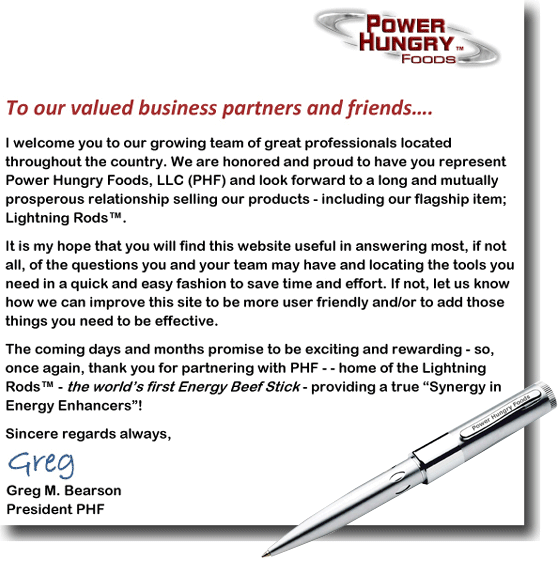 POWER
HUNGRY™
FOODS
To our valued business partners and friends….
I welcome you to our growing team of great professionals located
throughout the country. We are honored and proud to have you represent
Power Hungry Foods, LLC (PHF) and look forward to a long and mutually
prosperous relationship selling our products - including our flagship item;
Lightning Rods™.
It is my hope that you will find this website useful in answering most, if not
all, of the questions you and your team may have and locating the tools you
need in a quick and easy fashion to save time and effort. If not, let us know
how we can improve this site to be more user friendly and/or to add those
things you need to be effective.
The coming days and months promise to be exciting and rewarding - so,
once again, thank you for partnering with PHF - - home of the Lightning
Rods™ - the world's first Energy Beef Stick - providing a true “Synergy in
Energy Enhancers”!
Sincere regards always,
Greg
Greg M. Bearson
President PHF
Power Hungry Foods